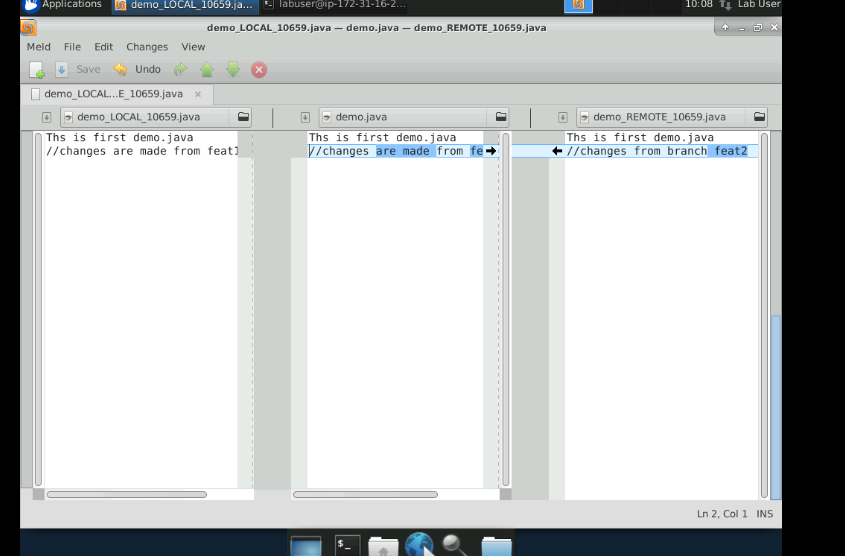 Applications demo_LOCAL_10659.ja... labuser@ip-172-31-16-2... 10:08 Lab User
demo_LOCAL_10659.java — demo.java — demo_REMOTE_10659.java
Meld File Edit Changes View
Save Undo
demo_LOCAL...E_10659.java
demo_LOCAL_10659.java demo.java demo_REMOTE_10659.java
Ths is first demo.java Ths is first demo.java Ths is first demo.java
//changes are made from feat1 //changes are made from fe //changes from branch feat2
Ln 2, Col 1 INS
$_